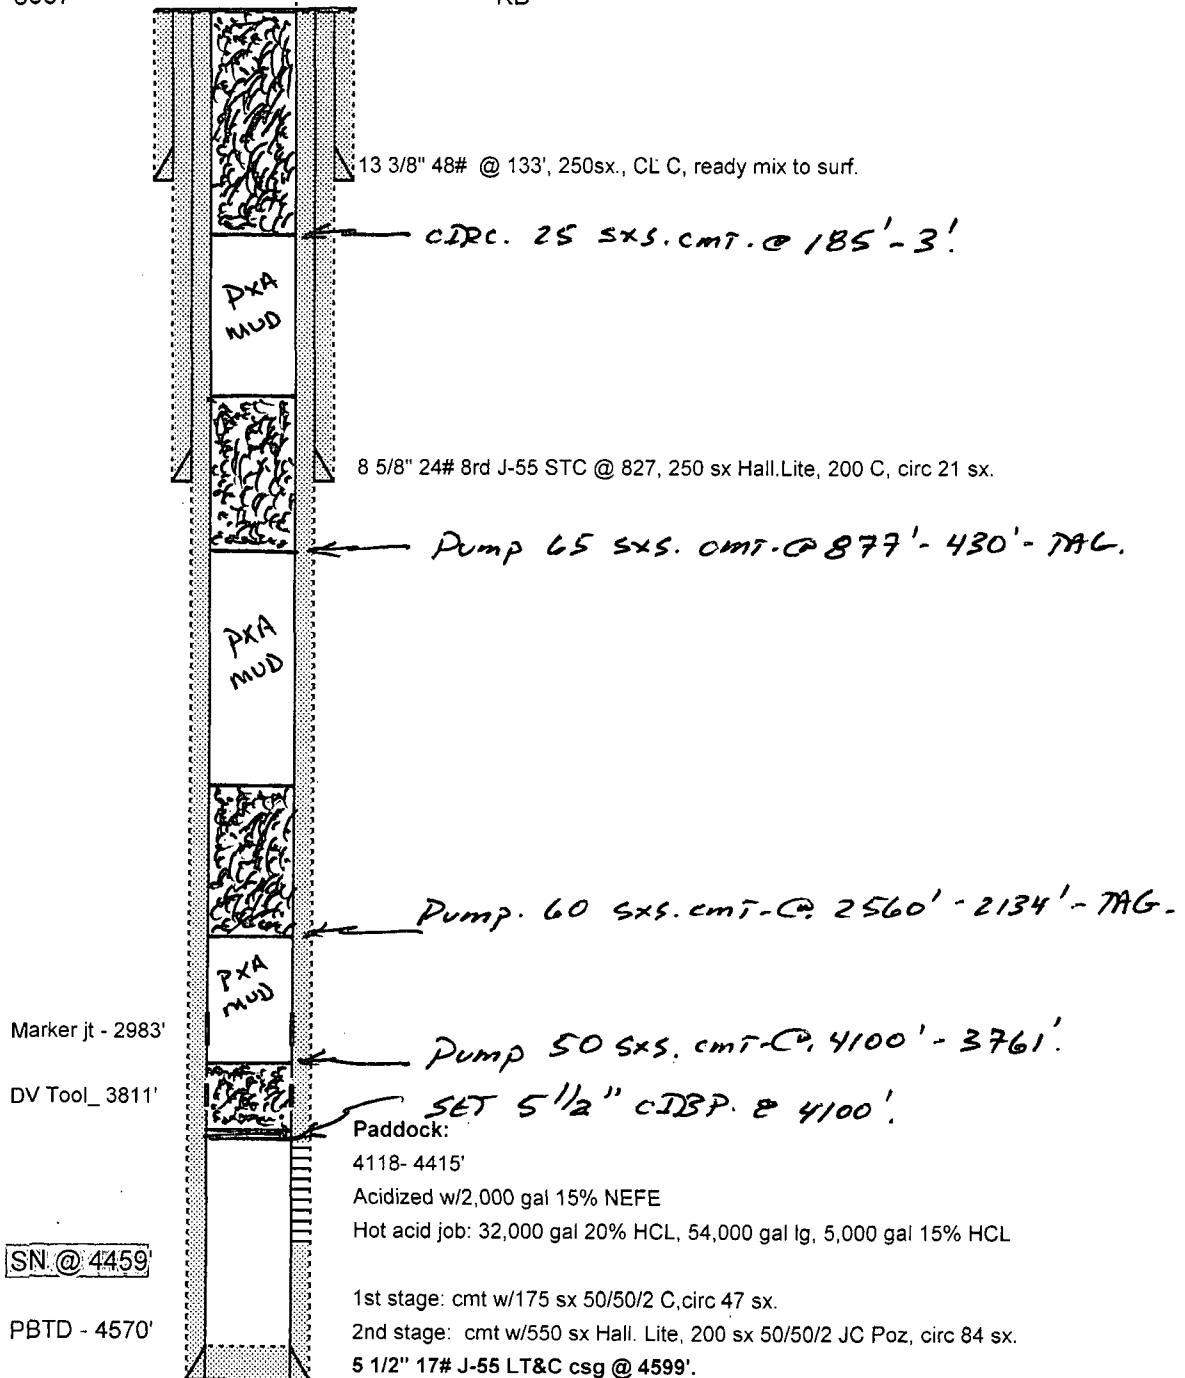 13 3/8" 48# @ 133', 250sx., CL C, ready mix to surf.
CIRC. 25 SXS. CMT. @ 185'-3'.
PXA
MUD
8 5/8" 24# 8rd J-55 STC @ 827, 250 sx Hall.Lite, 200 C, circ 21 sx.
Pump 65 SXS. CMT. @ 877'-430'-TAG.
PXA
MUD
Pump. 60 SXS. CMT-@. 2560'-2134'-TAG-
PXA
MUD
Marker jt - 2983'
Pump 50 SXS. CMT-@. 4100'-3761'.
DV Tool_ 3811'
SET 5 1/2" CIBP. @ 4100'.
Paddock:
4118- 4415'
Acidized w/2,000 gal 15% NEFE
Hot acid job: 32,000 gal 20% HCL, 54,000 gal lg, 5,000 gal 15% HCL
SN @ 4459'
1st stage: cmt w/175 sx 50/50/2 C,circ 47 sx.
PBTD - 4570'
2nd stage: cmt w/550 sx Hall. Lite, 200 sx 50/50/2 JC Poz, circ 84 sx.
5 1/2" 17# J-55 LT&C csg @ 4599'.